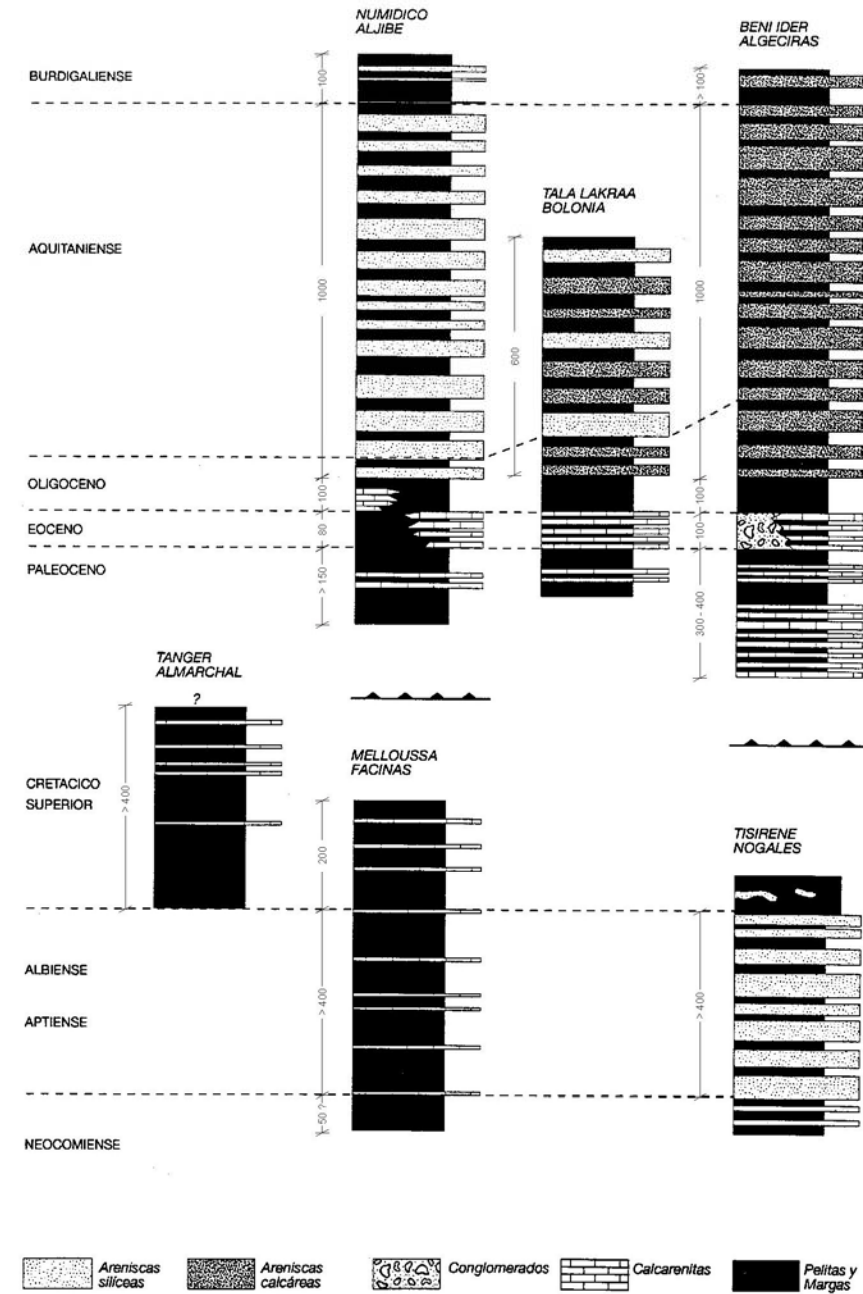 NUMIDICO
ALJIBE
BENI IDER
ALGECIRAS
BURDIGALIENSE
100
> 100
TALA LAKRAA
BOLONIA
AQUITANIENSE
1000
600
1000
OLIGOCENO
100
100
EOCENO
80
100
PALEOCENO
> 150
300 - 400
TANGER
ALMARCHAL
?
MELLOUSSA
FACINAS
CRETACICO
SUPERIOR
> 400
200
TISIRENE
NOGALES
ALBIENSE
APTIENSE
>400
>400
50 ?
NEOCOMIENSE
Areniscas
silíceas
Areniscas
calcáreas
Conglomerados
Calcarenitas
Pelitas y
Margas